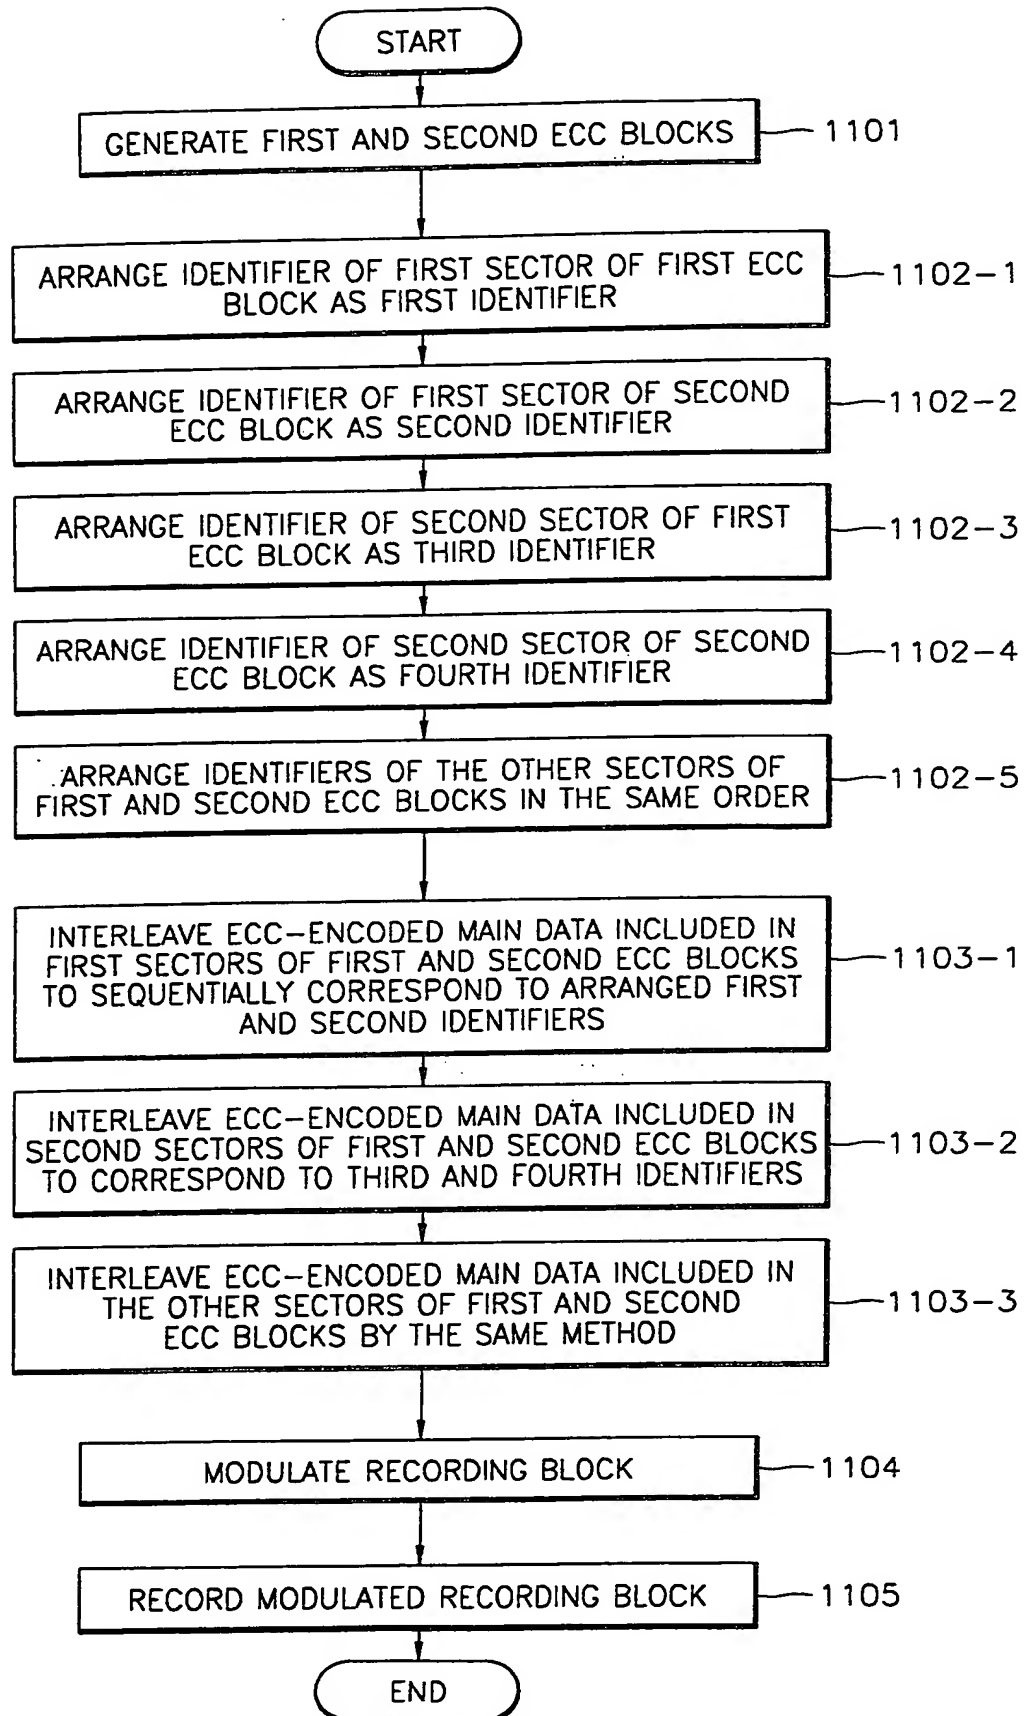 START
GENERATE FIRST AND SECOND ECC BLOCKS
1101
ARRANGE IDENTIFIER OF FIRST SECTOR OF FIRST ECC
BLOCK AS FIRST IDENTIFIER
1102-1
ARRANGE IDENTIFIER OF FIRST SECTOR OF SECOND
ECC BLOCK AS SECOND IDENTIFIER
1102-2
ARRANGE IDENTIFIER OF SECOND SECTOR OF FIRST
ECC BLOCK AS THIRD IDENTIFIER
1102-3
ARRANGE IDENTIFIER OF SECOND SECTOR OF SECOND
ECC BLOCK AS FOURTH IDENTIFIER
1102-4
ARRANGE IDENTIFIERS OF THE OTHER SECTORS OF
FIRST AND SECOND ECC BLOCKS IN THE SAME ORDER
1102-5
INTERLEAVE ECC-ENCODED MAIN DATA INCLUDED IN
FIRST SECTORS OF FIRST AND SECOND ECC BLOCKS
TO SEQUENTIALLY CORRESPOND TO ARRANGED FIRST
AND SECOND IDENTIFIERS
1103-1
INTERLEAVE ECC-ENCODED MAIN DATA INCLUDED IN
SECOND SECTORS OF FIRST AND SECOND ECC BLOCKS
TO CORRESPOND TO THIRD AND FOURTH IDENTIFIERS
1103-2
INTERLEAVE ECC-ENCODED MAIN DATA INCLUDED IN
THE OTHER SECTORS OF FIRST AND SECOND
ECC BLOCKS BY THE SAME METHOD
1103-3
MODULATE RECORDING BLOCK
1104
RECORD MODULATED RECORDING BLOCK
1105
END